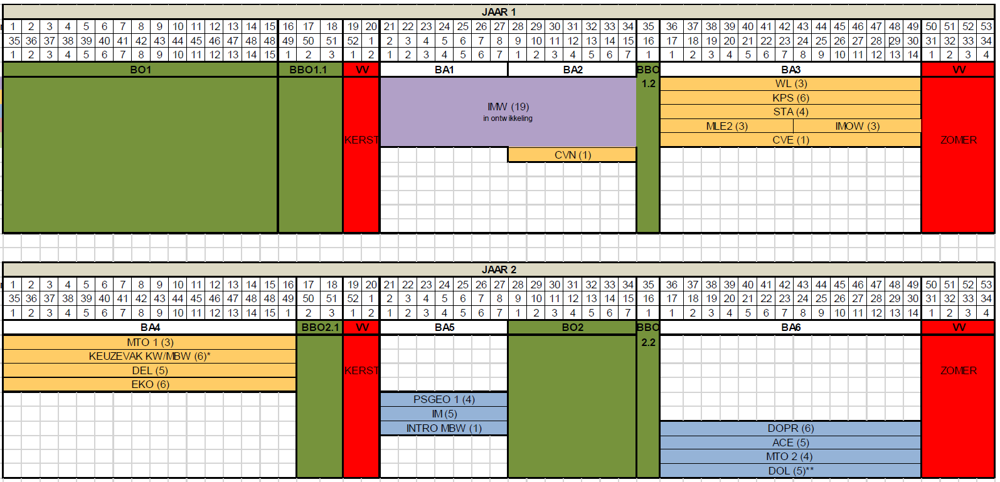 JAAR 1
1 2 3 4 5 6 7 8 9 10 11 12 13 14 15 16 17 18 19 20 21 22 23 24 25 26 27 28 29 30 31 32 33 34 35 36 37 38 39 40 41 42 43 44 45 46 47 48 49 50 51 52 53
35 36 37 38 39 40 41 42 43 44 45 46 47 48 48 49 50 51 52 1 2 3 4 5 6 7 8 9 10 11 12 13 14 15 16 17 18 19 20 21 22 23 24 25 26 27 28 29 30 31 32 33 34
1 2 3 4 5 6 7 8 9 10 11 12 13 14 15 1 2 3 1 2 1 2 3 4 5 6 7 1 2 3 4 5 6 7 1 1 2 3 4 5 6 7 8 9 10 11 12 13 14 1 2 3 4
BO1 BBO1.1 VV BA1 BA2 BBO BA3 VV
1.2 WL (3)
KPS (6)
IMW (19) STA (4)
in ontwikkeling
MLE2 (3) IMOW (3)
KERST CVE (1) ZOMER
CVN (1)
JAAR 2
1 2 3 4 5 6 7 8 9 10 11 12 13 14 15 16 17 18 19 20 21 22 23 24 25 26 27 28 29 30 31 32 33 34 35 36 37 38 39 40 41 42 43 44 45 46 47 48 49 50 51 52 53
35 36 37 38 39 40 41 42 43 44 45 46 47 48 48 49 50 51 52 1 2 3 4 5 6 7 8 9 10 11 12 13 14 15 16 17 18 19 20 21 22 23 24 25 26 27 28 29 30 31 32 33 34
1 2 3 4 5 6 7 8 9 10 11 12 13 14 15 1 2 3 1 2 1 2 3 4 5 6 7 1 2 3 4 5 6 7 1 1 2 3 4 5 6 7 8 9 10 11 12 13 14 1 2 3 4
BA4 BBO2.1 VV BA5 BO2 BBO BA6 VV
MTO 1 (3) 2.2
KEUZEVAK KW/MBW (6)*
DEL (5) KERST ZOMER
EKO (6)
PSGEO 1 (4)
IM (5)
INTRO MBW (1) DOPR (6)
ACE (5)
MTO 2 (4)
DOL (5)**